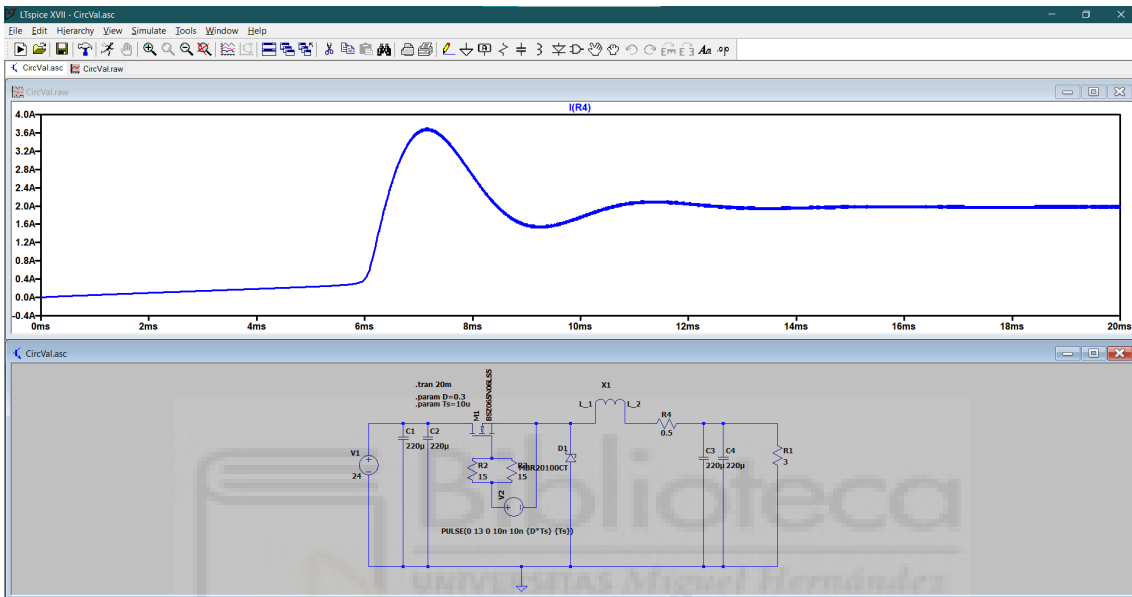 LTspice XVII - CircVal.asc
File Edit Hierarchy View Simulate Tools Window Help
CircVal.asc CircVal.raw
CircVal.raw
I(R4)
4.0A
3.6A
3.2A
2.8A
2.4A
2.0A
1.6A
1.2A
0.8A
0.4A
0.0A
-0.4A
0ms 2ms 4ms 6ms 8ms 10ms 12ms 14ms 16ms 18ms 20ms
CircVal.asc
.tran 20m
.param D=0.3
.param Ts=10u
M1
BSZ065N06LS5
X1
L_1 L_2
R4
0.5
C1
220µ
C2
220µ
V1
24
R2
15
15
D1
MBR20100CT
V2
PULSE(0 13 0 10n 10n {D*Ts} {Ts})
C3
220µ
C4
220µ
R1
3
Biblioteca
UNIVERSITAS Miguel Hernández